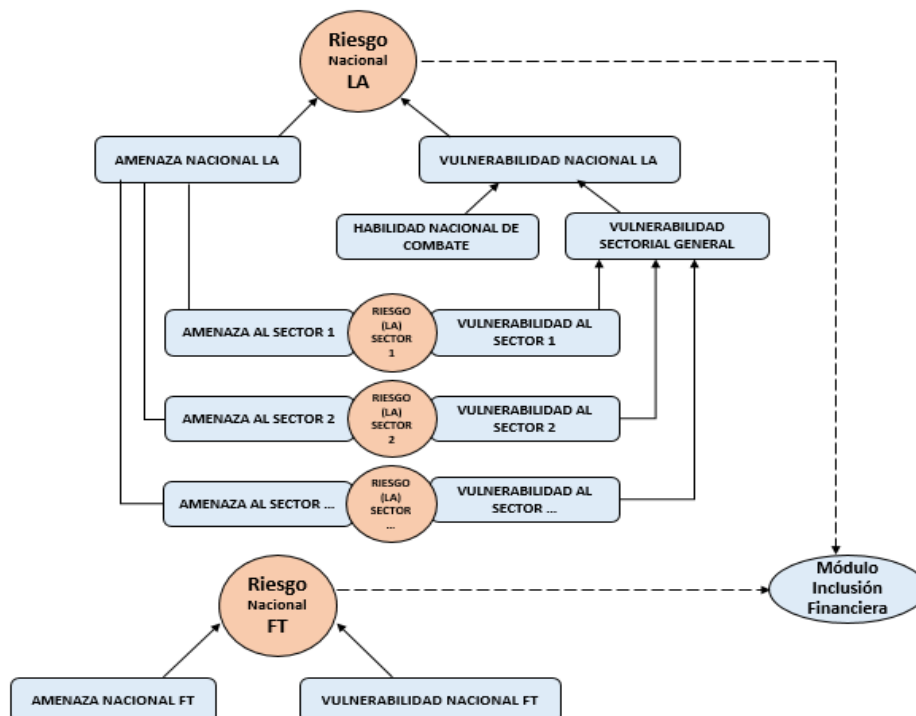 Riesgo
Nacional
LA
AMENAZA NACIONAL LA
VULNERABILIDAD NACIONAL LA
HABILIDAD NACIONAL DE
COMBATE
VULNERABILIDAD
SECTORIAL GENERAL
AMENAZA AL SECTOR 1
RIESGO
(LA)
SECTOR
1
VULNERABILIDAD AL
SECTOR 1
AMENAZA AL SECTOR 2
RIESGO
(LA)
SECTOR
2
VULNERABILIDAD AL
SECTOR 2
AMENAZA AL SECTOR ...
RIESGO
(LA)
SECTOR
...
VULNERABILIDAD AL
SECTOR ...
Riesgo
Nacional
FT
Módulo
Inclusión
Financiera
AMENAZA NACIONAL FT
VULNERABILIDAD NACIONAL FT